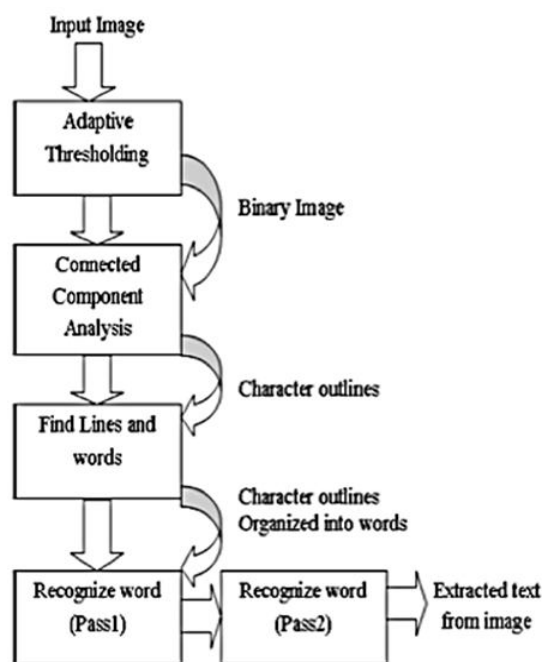 Input Image
Adaptive
Thresholding
Binary Image
Connected
Component
Analysis
Character outlines
Find Lines and
words
Character outlines
Organized into words
Recognize word
(Pass1)
Recognize word
(Pass2)
Extracted text
from image